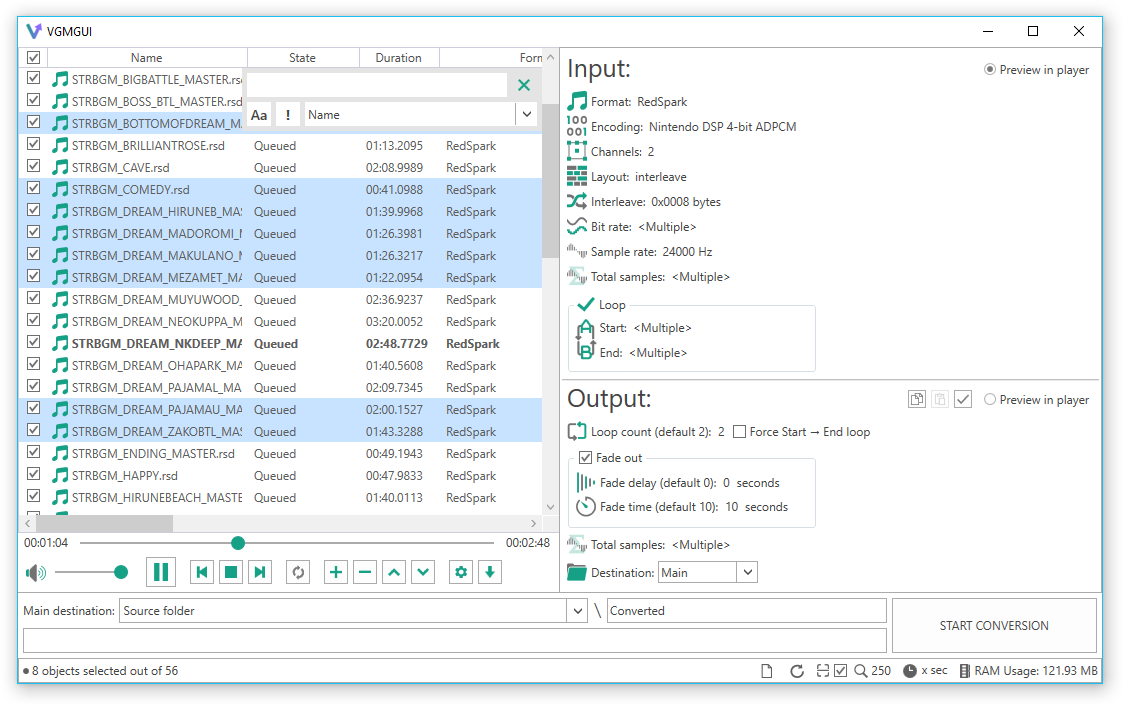 VGMGUI
Name State Duration Forn
STRBGM_BIGBATTLE_MASTER.rs
STRBGM_BOSS_BTL_MASTER.rsd
Aa ! Name
STRBGM_BOTTOMOFDREAM_MA
STRBGM_BRILLIANTROSE.rsd Queued 01:13.2095 RedSpark
STRBGM_CAVE.rsd Queued 02:08.9989 RedSpark
STRBGM_COMEDY.rsd Queued 00:41.0988 RedSpark
STRBGM_DREAM_HIRUNEB_MAS Queued 01:39.9968 RedSpark
STRBGM_DREAM_MADOROMI_M Queued 01:26.3981 RedSpark
STRBGM_DREAM_MAKULANO_M Queued 01:26.3217 RedSpark
STRBGM_DREAM_MEZAMET_MA Queued 01:22.0954 RedSpark
STRBGM_DREAM_MUYUWOOD_ Queued 02:36.9237 RedSpark
STRBGM_DREAM_NEOKUPPA_M Queued 03:20.0052 RedSpark
STRBGM_DREAM_NKDEEP_MA Queued 02:48.7729 RedSpark
STRBGM_DREAM_OHAPARK_MA Queued 01:40.5608 RedSpark
STRBGM_DREAM_PAJAMAL_MA Queued 02:09.7345 RedSpark
STRBGM_DREAM_PAJAMAU_MA Queued 02:00.1527 RedSpark
STRBGM_DREAM_ZAKOBTL_MAS Queued 01:43.3288 RedSpark
STRBGM_ENDING_MASTER.rsd Queued 00:49.1943 RedSpark
STRBGM_HAPPY.rsd Queued 00:47.9833 RedSpark
STRBGM_HIRUNEBEACH_MASTE Queued 01:40.0113 RedSpark
00:01:04 00:02:48
Input: Preview in player
Format: RedSpark
Encoding: Nintendo DSP 4-bit ADPCM
Channels: 2
Layout: interleave
Interleave: 0x0008 bytes
Bit rate: <Multiple>
Sample rate: 24000 Hz
Total samples: <Multiple>
Loop
Start: <Multiple>
End: <Multiple>
Output: Preview in player
Loop count (default 2): 2 Force Start → End loop
Fade out
Fade delay (default 0): 0 seconds
Fade time (default 10): 10 seconds
Total samples: <Multiple>
Destination: Main
Main destination: Source folder \ Converted
START CONVERSION
8 objects selected out of 56 250 x sec RAM Usage: 121.93 MB